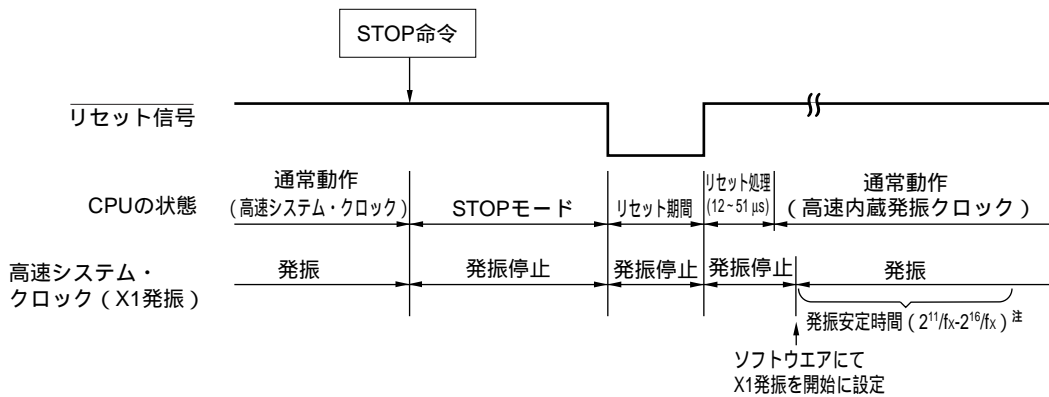 STOP命令
リセット信号
CPUの状態
通常動作
(高速システム・クロック)
STOPモード
リセット期間
リセット処理
(12~51 μs)
通常動作
(高速内蔵発振クロック)
高速システム・
クロック(X1発振)
発振
発振停止
発振停止
発振停止
発振
発振安定時間(2¹¹/fx-2¹⁶/fx)注
ソフトウエアにて
X1発振を開始に設定